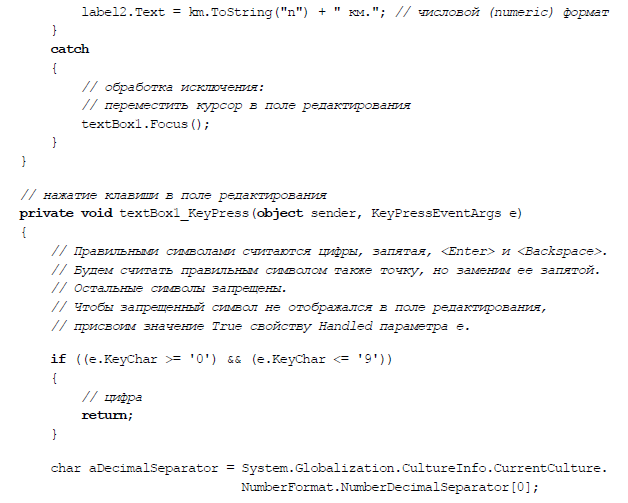 label2.Text = km.ToString("n") + " км."; // числовой (numeric) формат
}
catch
{
// обработка исключения:
// переместить курсор в поле редактирования
textBox1.Focus();
}
}
// нажатие клавиши в поле редактирования
private void textBox1_KeyPress(object sender, KeyPressEventArgs e)
{
// Правильными символами считаются цифры, запятая, <Enter> и <Backspace>.
// Будем считать правильным символом также точку, но заменим ее запятой.
// Остальные символы запрещены.
// Чтобы запрещенный символ не отображался в поле редактирования,
// присвоим значение True свойству Handled параметра e.
if ((e.KeyChar >= '0') && (e.KeyChar <= '9'))
{
// цифра
return;
}
char aDecimalSeparator = System.Globalization.CultureInfo.CurrentCulture.
NumberFormat.NumberDecimalSeparator[0];